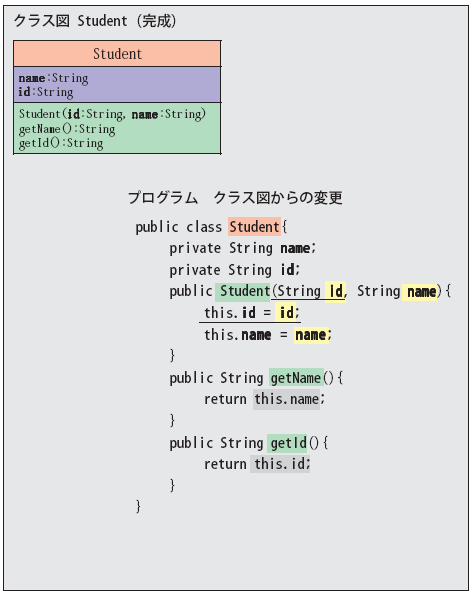 クラス図 Student（完成）
Student
name:String
id:String
Student(id:String, name:String)
getName():String
getId():String
プログラム　クラス図からの変更
public class Student{
private String name;
private String id;
public Student(String Id, String name){
this.id = id;
this.name = name;
}
public String getName(){
return this.name;
}
public String getId(){
return this.id;
}
}